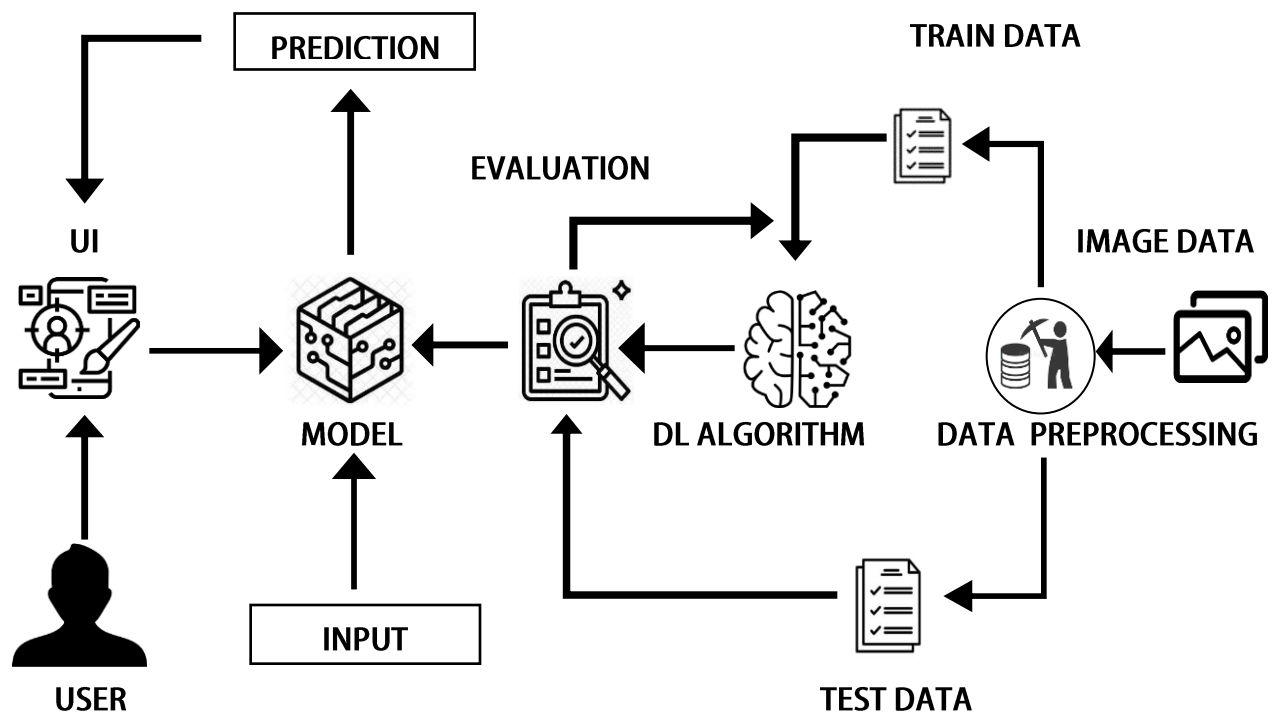 PREDICTION
TRAIN DATA
EVALUATION
UI
IMAGE DATA
MODEL
DL ALGORITHM
DATA PREPROCESSING
INPUT
USER
TEST DATA